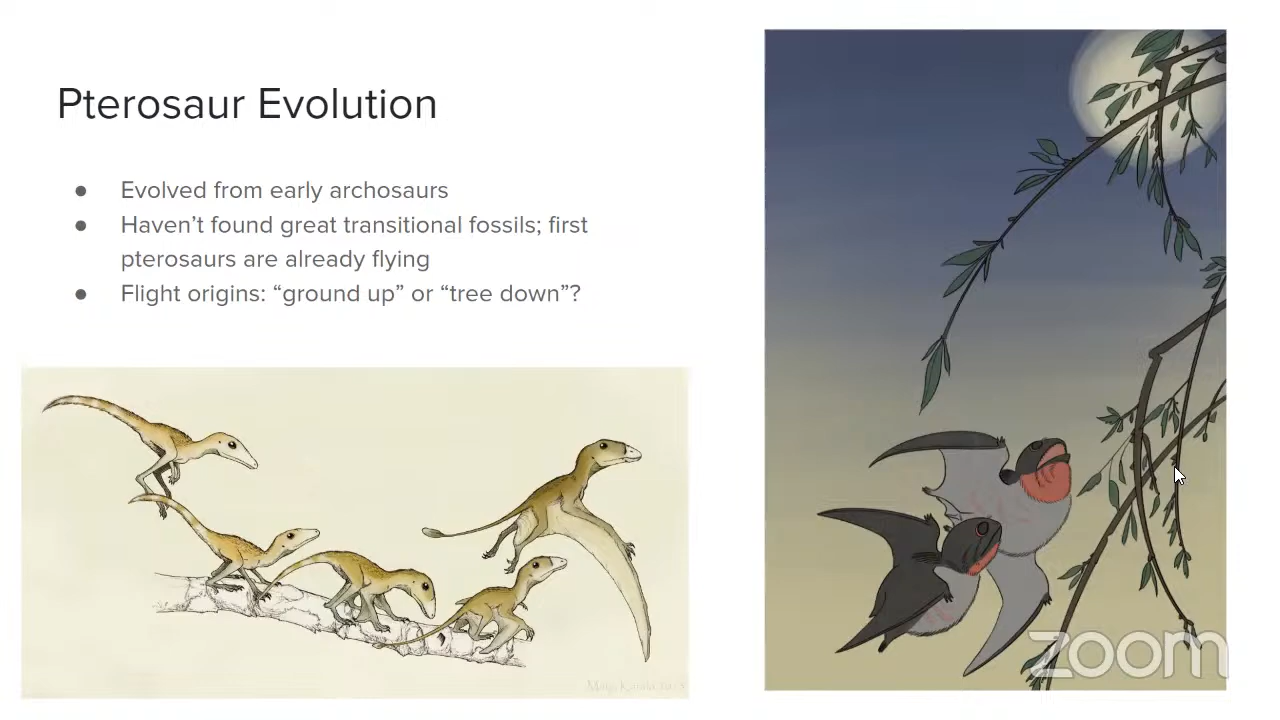 Pterosaur Evolution
● Evolved from early archosaurs
● Haven’t found great transitional fossils; first
pterosaurs are already flying
● Flight origins: “ground up” or “tree down”?
zoom